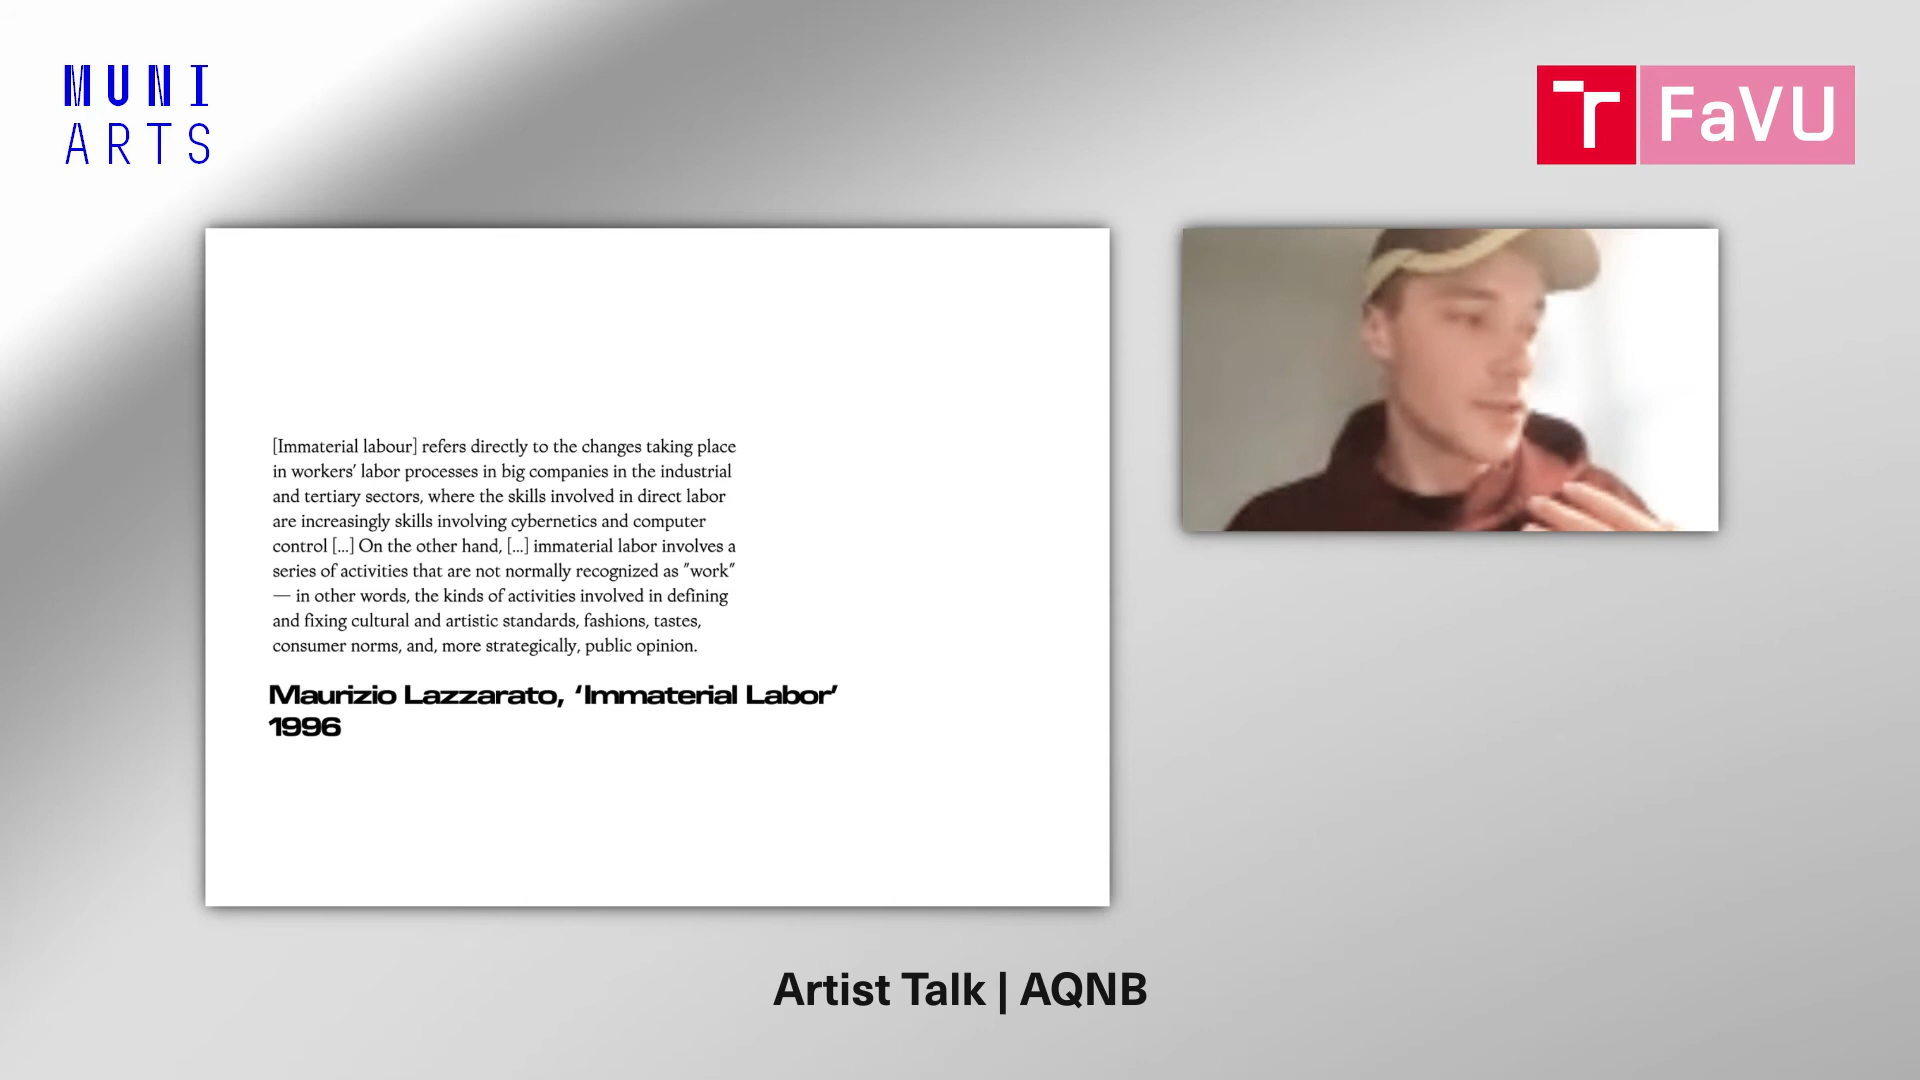 MUNI
ARTS
FaVU
[Immaterial labour] refers directly to the changes taking place
in workers’ labor processes in big companies in the industrial
and tertiary sectors, where the skills involved in direct labor
are increasingly skills involving cybernetics and computer
control [...] On the other hand, [...] immaterial labor involves a
series of activities that are not normally recognized as "work"
— in other words, the kinds of activities involved in defining
and fixing cultural and artistic standards, fashions, tastes,
consumer norms, and, more strategically, public opinion.
Maurizio Lazzarato, ‘Immaterial Labor’
1996
Artist Talk | AQNB